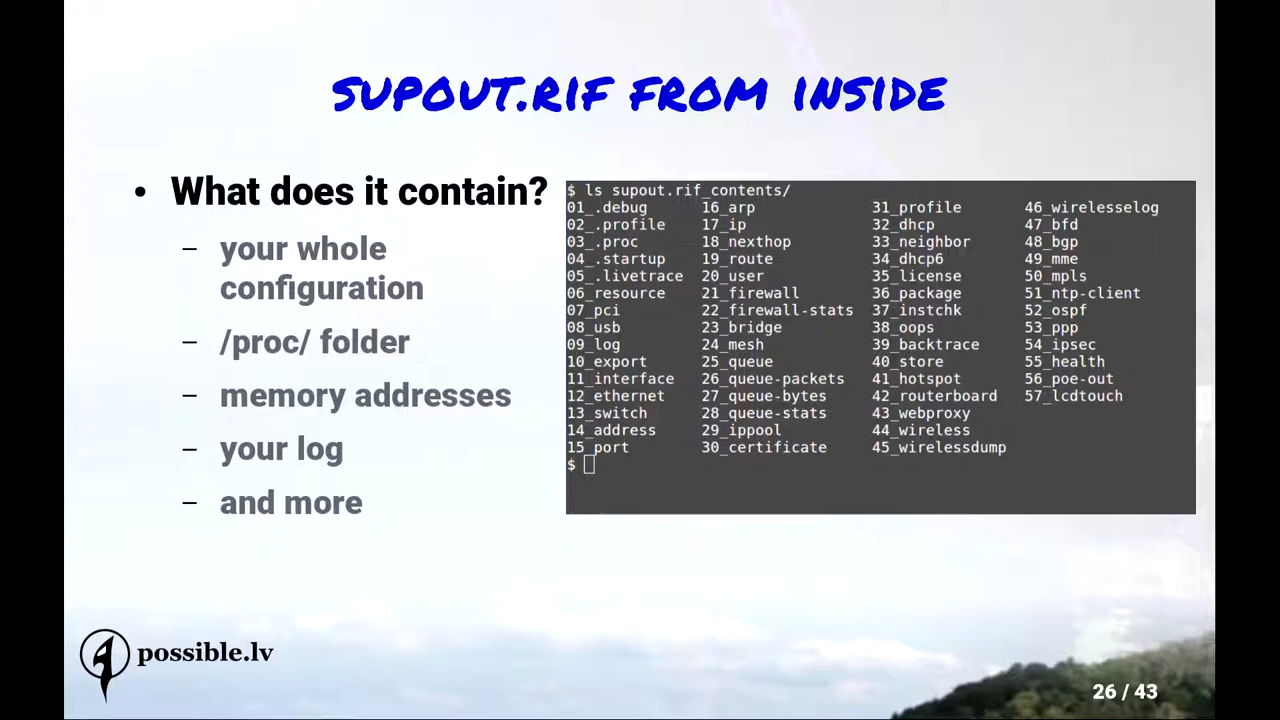 SUPOUT.RIF FROM INSIDE
• What does it contain?
– your whole
configuration
– /proc/ folder
– memory addresses
– your log
– and more
$ ls supout.rif_contents/
01_.debug 16_arp 31_profile 46_wirelesselog
02_.profile 17_ip 32_dhcp 47_bfd
03_.proc 18_nexthop 33_neighbor 48_bgp
04_.startup 19_route 34_dhcp6 49_mme
05_.livetrace 20_user 35_license 50_mpls
06_resource 21_firewall 36_package 51_ntp-client
07_pci 22_firewall-stats 37_instchk 52_ospf
08_usb 23_bridge 38_oops 53_ppp
09_log 24_mesh 39_backtrace 54_ipsec
10_export 25_queue 40_store 55_health
11_interface 26_queue-packets 41_hotspot 56_poe-out
12_ethernet 27_queue-bytes 42_routerboard 57_lcdtouch
13_switch 28_queue-stats 43_webproxy
14_address 29_ippool 44_wireless
15_port 30_certificate 45_wirelessdump
$
possible.lv
26 / 43